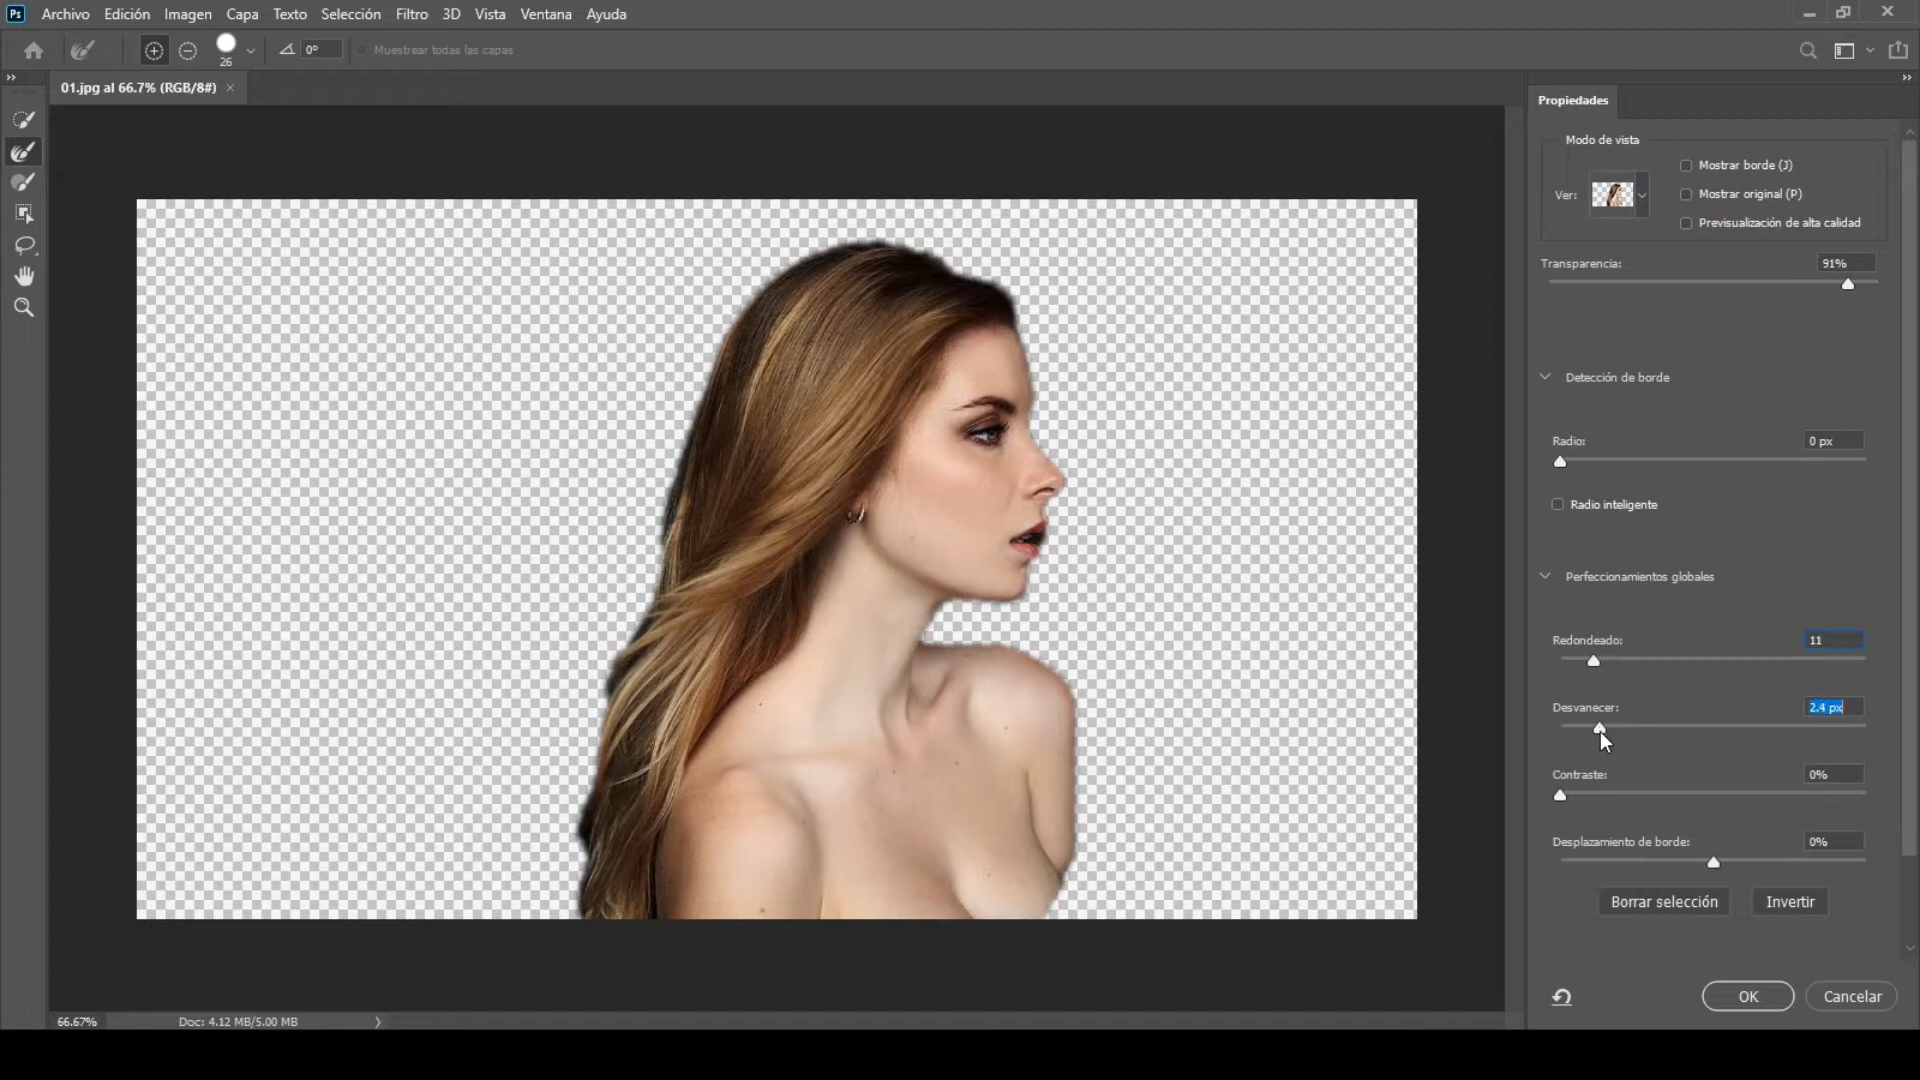 Ps Archivo Edición Imagen Capa Texto Selección Filtro 3D Vista Ventana Ayuda
26 0° Muestrear todas las capas
01.jpg al 66.7% (RGB/8#) ×
Propiedades
Modo de vista
Ver:
Mostrar borde (J)
Mostrar original (P)
Previsualización de alta calidad
Transparencia: 91%
Detección de borde
Radio: 0 px
Radio inteligente
Perfeccionamientos globales
Redondeado: 11
Desvanecer: 2.4 px
Contraste: 0%
Desplazamiento de borde: 0%
Borrar selección Invertir
OK Cancelar
66.67% Doc: 4.12 MB/5.00 MB